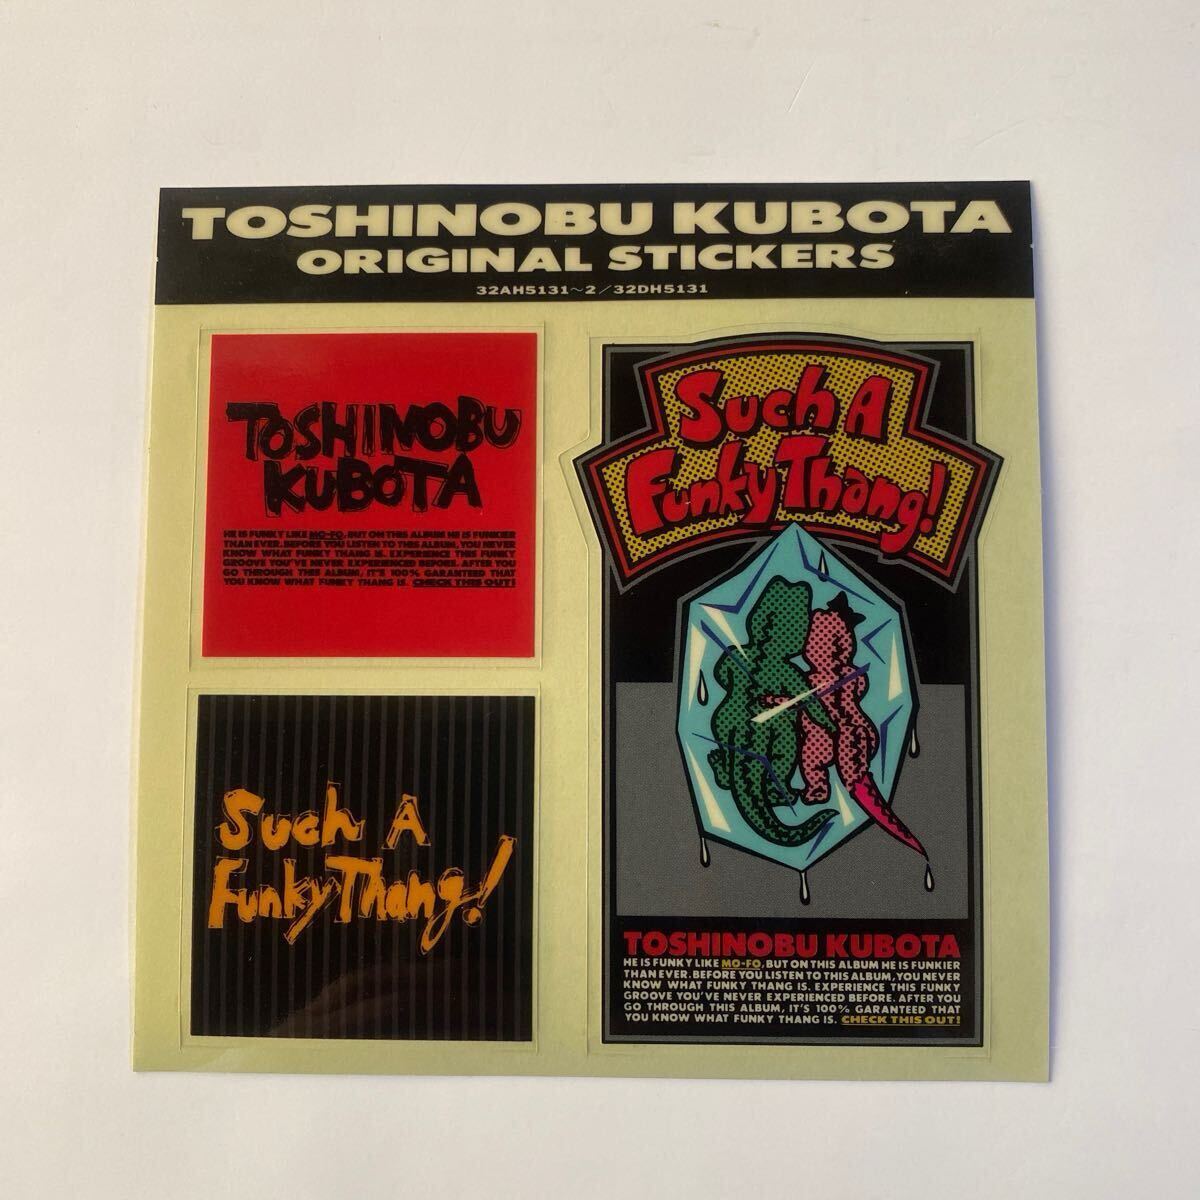 TOSHINOBU KUBOTA
ORIGINAL STICKERS
32AH5131~2/32DH5131
TOSHINOBU
KUBOTA
HE IS FUNKY LIKE MO-FO, BUT ON THIS ALBUM HE IS FUNKIER
THAN EVER. BEFORE YOU LISTEN TO THIS ALBUM, YOU NEVER
KNOW WHAT FUNKY THANG IS. EXPERIENCE THIS FUNKY
GROOVE YOU'VE NEVER EXPERIENCED BEFORE. AFTER YOU
GO THROUGH THIS ALBUM, IT'S 100% GARANTEED THAT
YOU KNOW WHAT FUNKY THANG IS. CHECK THIS OUT!
Such A
Funky Thang!
Such A
Funky Thang!
TOSHINOBU KUBOTA
HE IS FUNKY LIKE MO-FO, BUT ON THIS ALBUM HE IS FUNKIER
THAN EVER. BEFORE YOU LISTEN TO THIS ALBUM, YOU NEVER
KNOW WHAT FUNKY THANG IS. EXPERIENCE THIS FUNKY
GROOVE YOU'VE NEVER EXPERIENCED BEFORE. AFTER YOU
GO THROUGH THIS ALBUM, IT'S 100% GARANTEED THAT
YOU KNOW WHAT FUNKY THANG IS. CHECK THIS OUT!